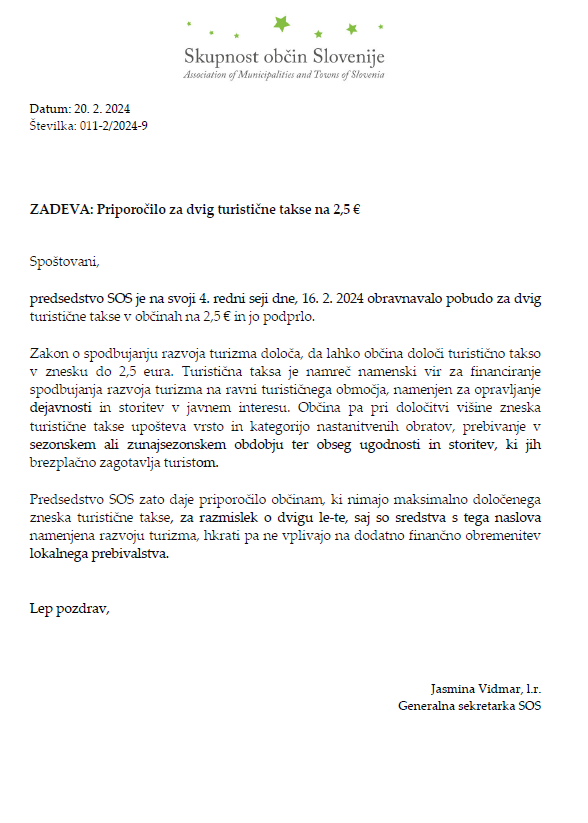 Skupnost občin Slovenije
Association of Municipalities and Towns of Slovenia
Datum: 20. 2. 2024
Številka: 011-2/2024-9
ZADEVA: Priporočilo za dvig turistične takse na 2,5 €
Spoštovani,
predsedstvo SOS je na svoji 4. redni seji dne, 16. 2. 2024 obravnavalo pobudo za dvig
turistične takse v občinah na 2,5 € in jo podprlo.
Zakon o spodbujanju razvoja turizma določa, da lahko občina določi turistično takso
v znesku do 2,5 eura. Turistična taksa je namreč namenski vir za financiranje
spodbujanja razvoja turizma na ravni turističnega območja, namenjen za opravljanje
dejavnosti in storitev v javnem interesu. Občina pa pri določitvi višine zneska
turistične takse upošteva vrsto in kategorijo nastanitvenih obratov, prebivanje v
sezonskem ali zunajsezonskem obdobju ter obseg ugodnosti in storitev, ki jih
brezplačno zagotavlja turistom.
Predsedstvo SOS zato daje priporočilo občinam, ki nimajo maksimalno določenega
zneska turistične takse, za razmislek o dvigu le-te, saj so sredstva s tega naslova
namenjena razvoju turizma, hkrati pa ne vplivajo na dodatno finančno obremenitev
lokalnega prebivalstva.
Lep pozdrav,
Jasmina Vidmar, l.r.
Generalna sekretarka SOS